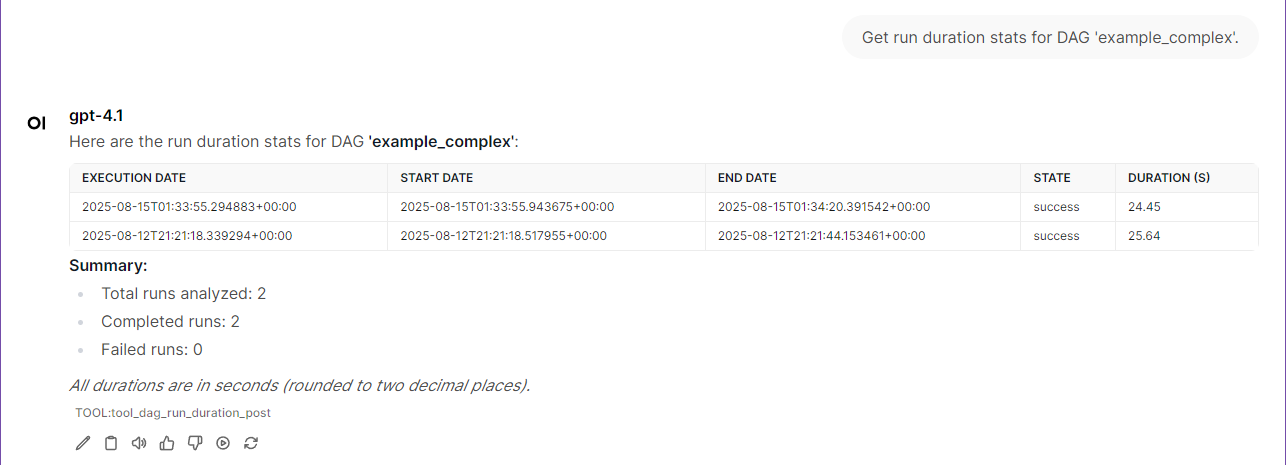 Get run duration stats for DAG 'example_complex'.
OI
gpt-4.1
Here are the run duration stats for DAG 'example_complex':
EXECUTION DATE START DATE END DATE STATE DURATION (S)
2025-08-15T01:33:55.294883+00:00 2025-08-15T01:33:55.943675+00:00 2025-08-15T01:34:20.391542+00:00 success 24.45
2025-08-12T21:21:18.339294+00:00 2025-08-12T21:21:18.517955+00:00 2025-08-12T21:21:44.153461+00:00 success 25.64
Summary:
Total runs analyzed: 2
Completed runs: 2
Failed runs: 0
All durations are in seconds (rounded to two decimal places).
TOOL:tool_dag_run_duration_post